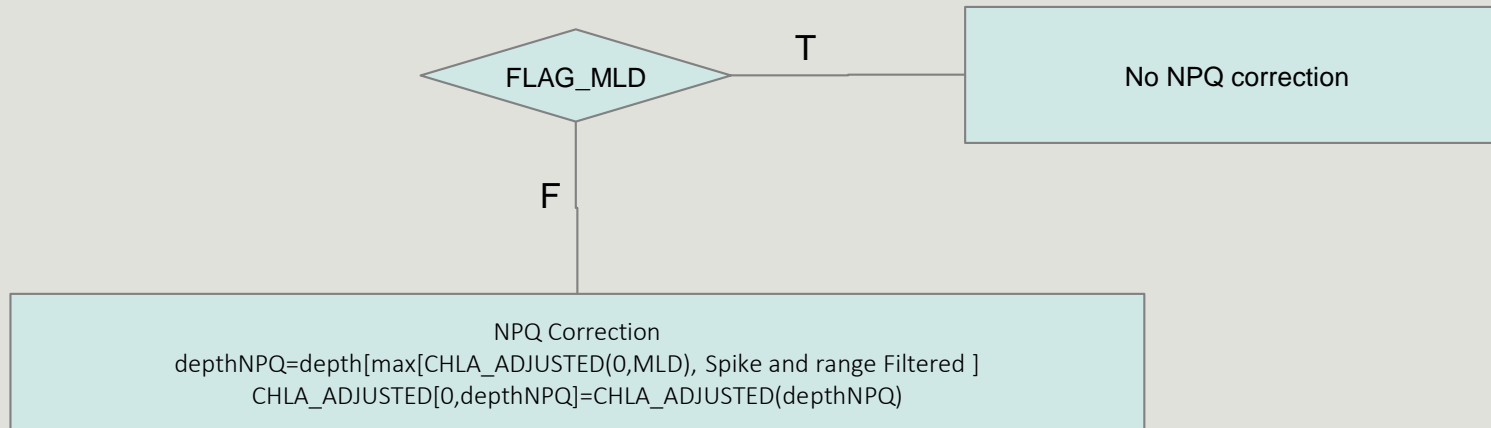 T
FLAG_MLD
No NPQ correction
F
NPQ Correction
depthNPQ=depth[max[CHLA_ADJUSTED(0,MLD), Spike and range Filtered ]
CHLA_ADJUSTED[0,depthNPQ]=CHLA_ADJUSTED(depthNPQ)